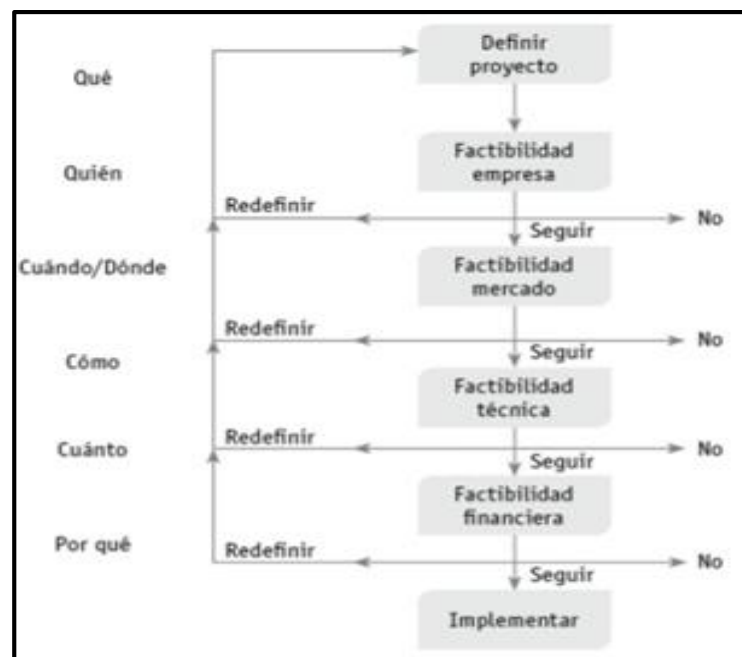 Definir
proyecto
Qué
Factibilidad
empresa
Quién
Redefinir
No
Seguir
Cuándo/Dónde
Factibilidad
mercado
Redefinir
No
Seguir
Cómo
Factibilidad
técnica
Redefinir
No
Cuánto
Seguir
Factibilidad
financiera
Por qué
Redefinir
No
Seguir
Implementar